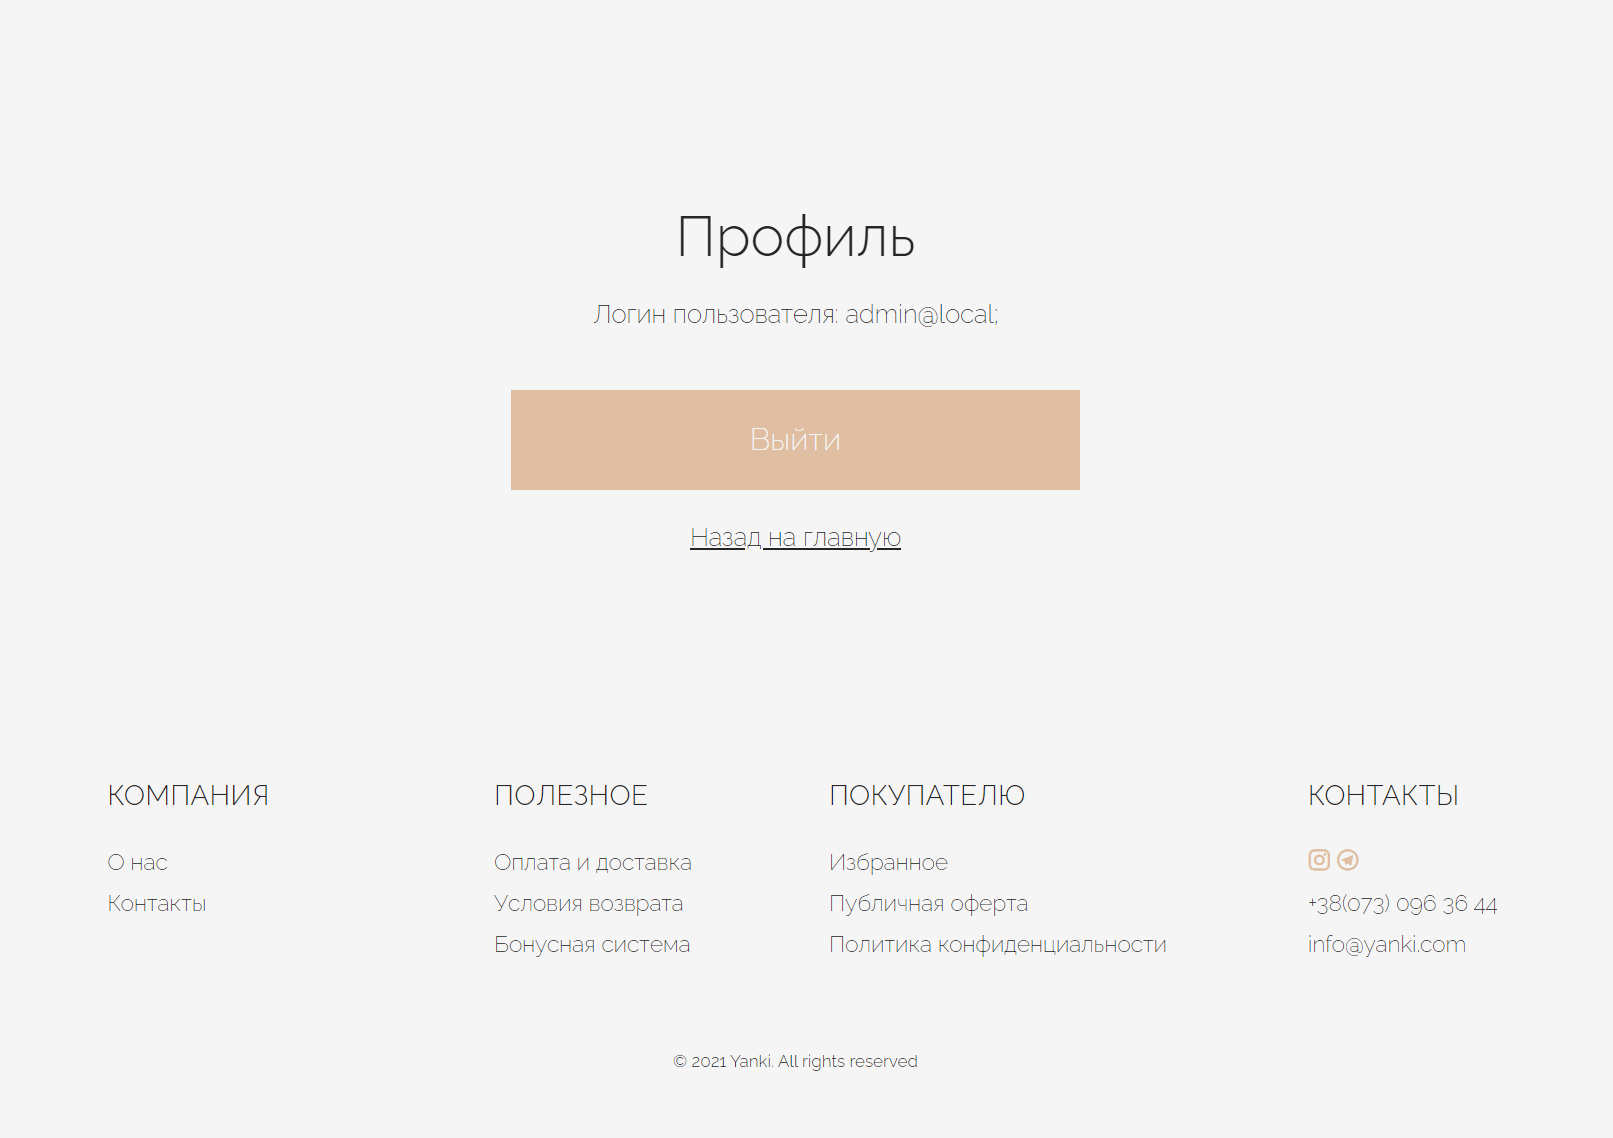 Профиль
Логин пользователя: admin@local;
Выйти
Назад на главную
КОМПАНИЯ
О нас
Контакты
ПОЛЕЗНОЕ
Оплата и доставка
Условия возврата
Бонусная система
ПОКУПАТЕЛЮ
Избранное
Публичная оферта
Политика конфиденциальности
КОНТАКТЫ
+38(073) 096 36 44
info@yanki.com
© 2021 Yanki. All rights reserved